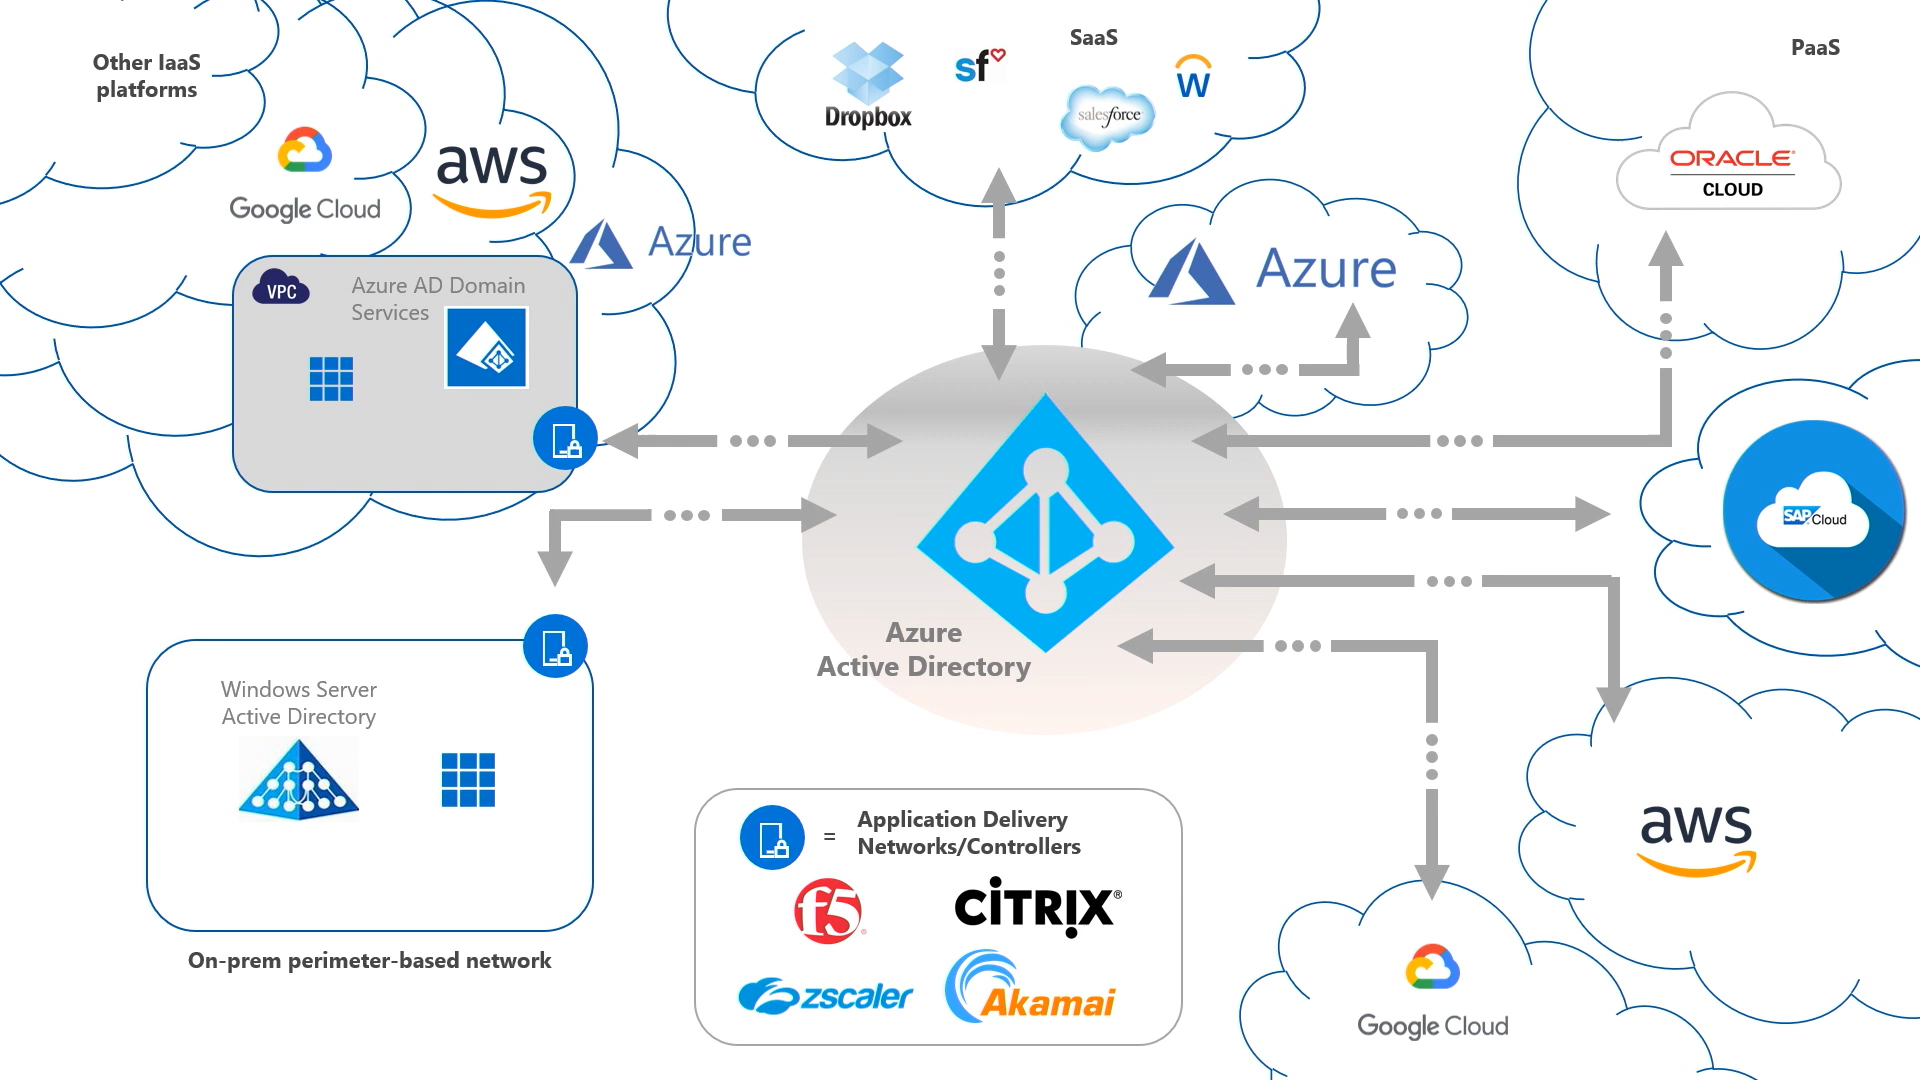 Other IaaS
platforms
Google Cloud
aws
Azure
VPC
Azure AD Domain
Services
Dropbox
sf
SaaS
salesforce
W
Azure
PaaS
ORACLE®
CLOUD
SAP Cloud
Azure
Active Directory
Windows Server
Active Directory
On-prem perimeter-based network
=
Application Delivery
Networks/Controllers
f5®
CİTRIX®
zscaler
Akamai
aws
Google Cloud